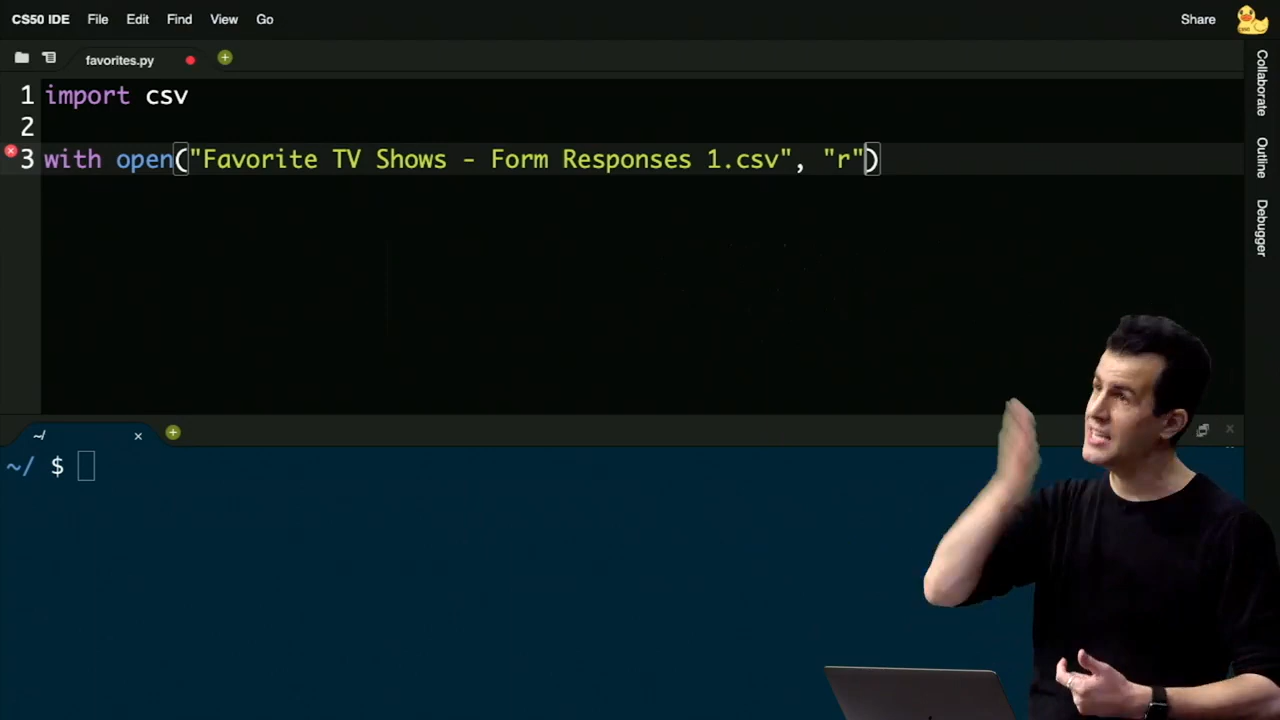 CS50 IDE File Edit Find View Go Share
favorites.py
1 import csv
2
3 with open("Favorite TV Shows - Form Responses 1.csv", "r")
~/
~/ $
Collaborate
Outline
Debugger